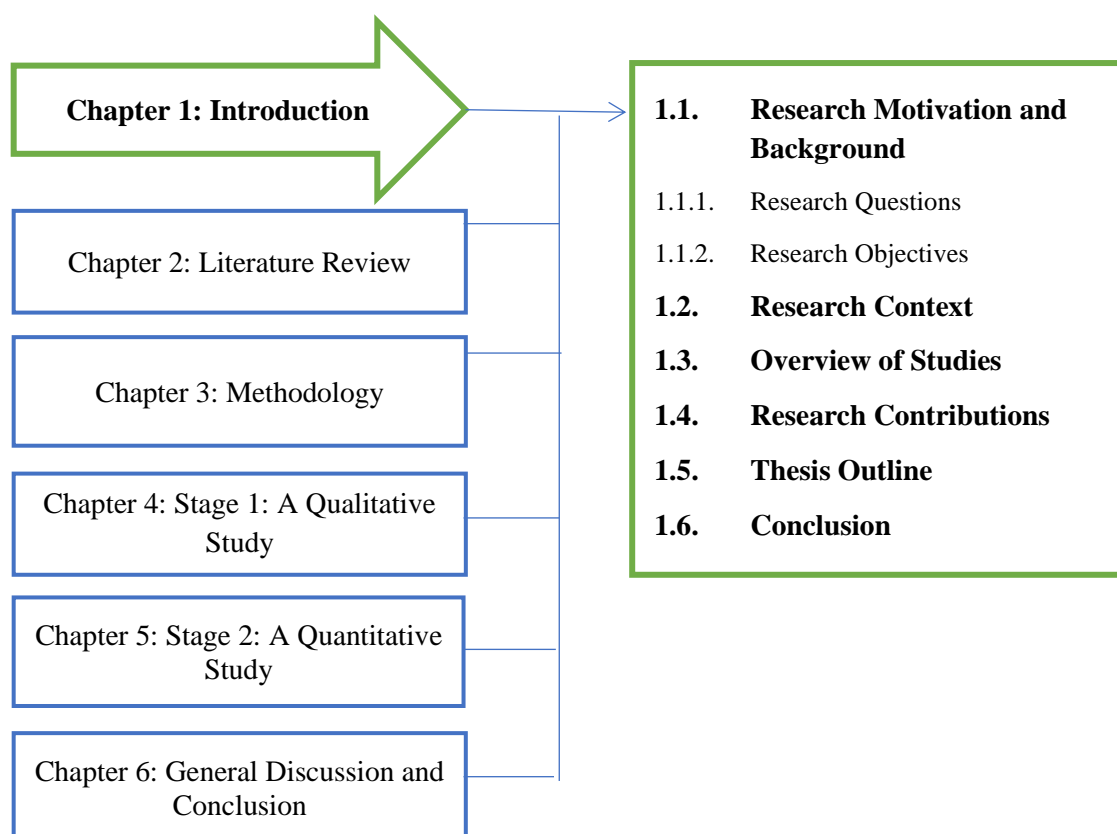 Chapter 1: Introduction
Chapter 2: Literature Review
Chapter 3: Methodology
Chapter 4: Stage 1: A Qualitative
Study
Chapter 5: Stage 2: A Quantitative
Study
Chapter 6: General Discussion and
Conclusion
1.1. Research Motivation and
Background
1.1.1. Research Questions
1.1.2. Research Objectives
1.2. Research Context
1.3. Overview of Studies
1.4. Research Contributions
1.5. Thesis Outline
1.6. Conclusion